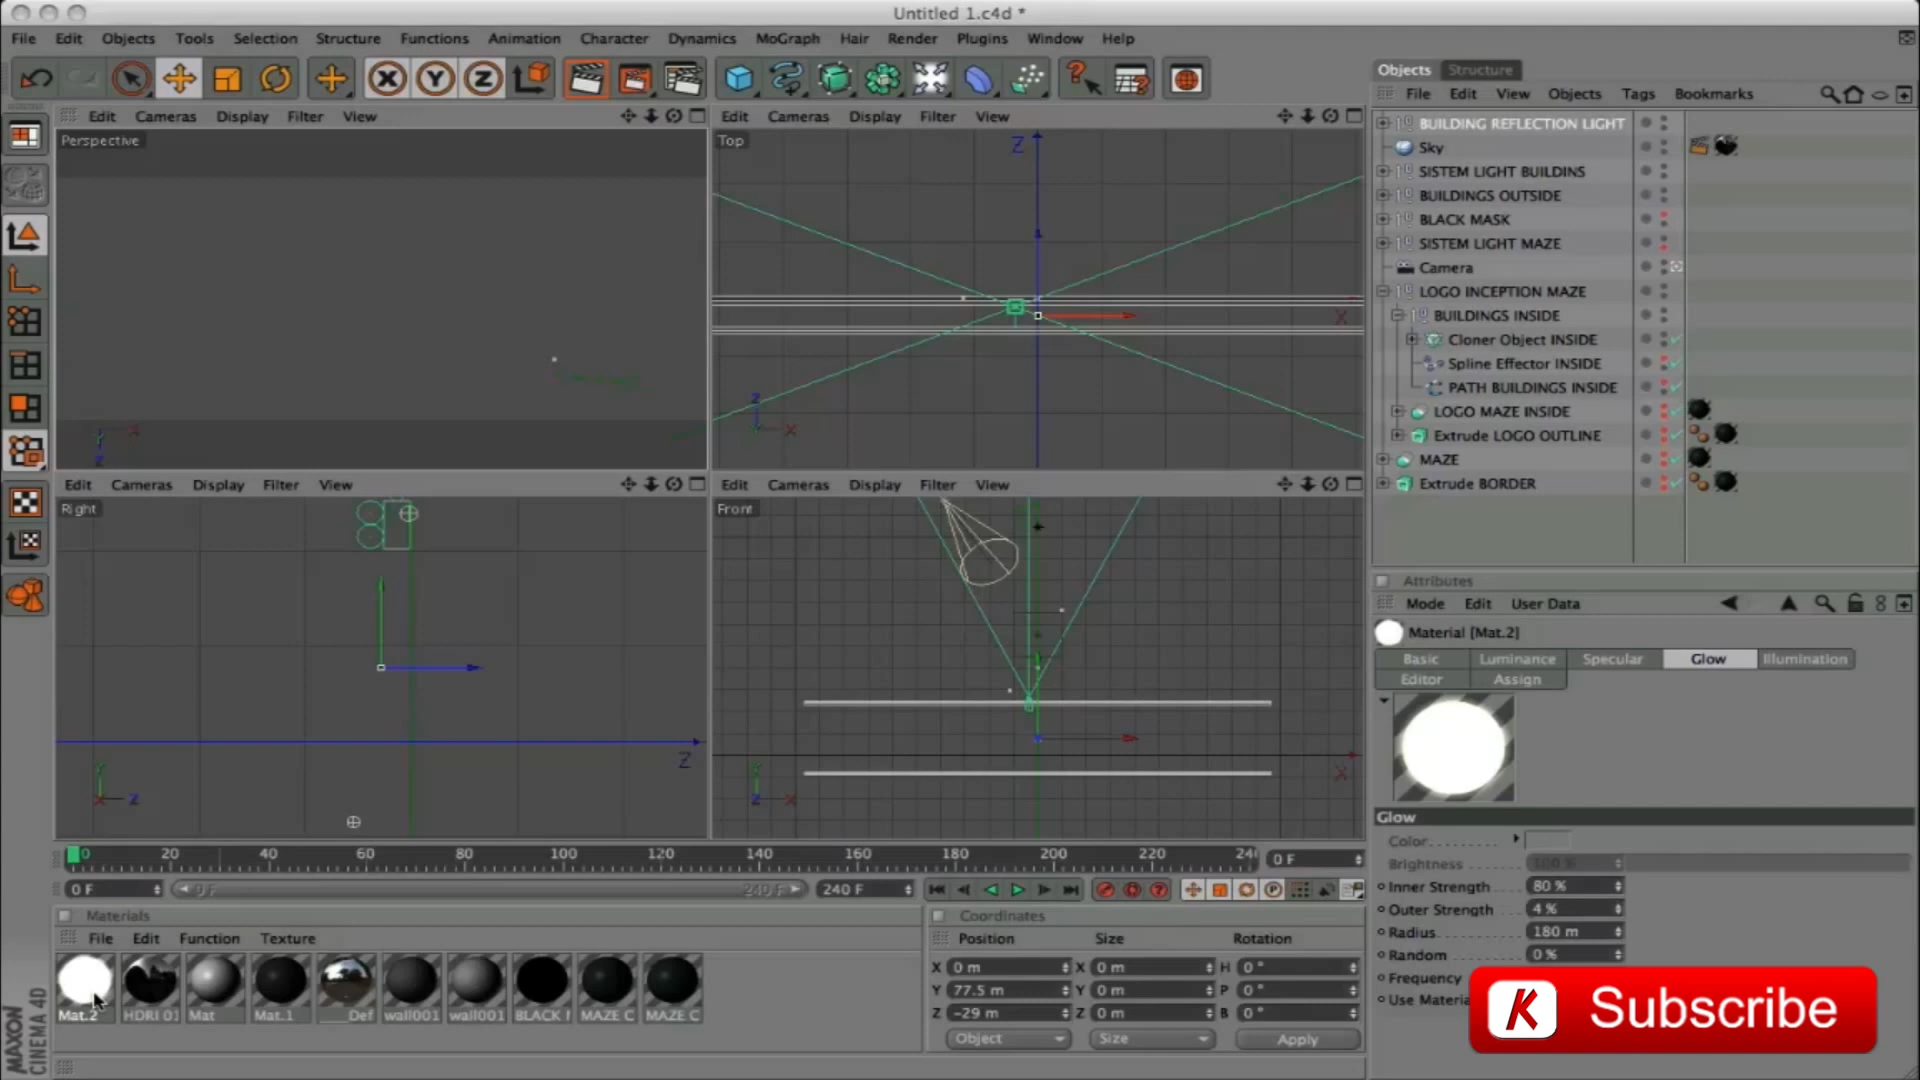 Untitled 1.c4d *
File Edit Objects Tools Selection Structure Functions Animation Character Dynamics MoGraph Hair Render Plugins Window Help
X Y Z
Edit Cameras Display Filter View
Perspective
Edit Cameras Display Filter View
Top
Edit Cameras Display Filter View
Right
Edit Cameras Display Filter View
Front
Objects Structure
File Edit View Objects Tags Bookmarks
BUILDING REFLECTION LIGHT
Sky
SISTEM LIGHT BUILDINS
BUILDINGS OUTSIDE
BLACK MASK
SISTEM LIGHT MAZE
Camera
LOGO INCEPTION MAZE
BUILDINGS INSIDE
Cloner Object INSIDE
Spline Effector INSIDE
PATH BUILDINGS INSIDE
LOGO MAZE INSIDE
Extrude LOGO OUTLINE
MAZE
Extrude BORDER
Attributes
Mode Edit User Data
Material [Mat.2]
Basic Luminance Specular Glow Illumination
Editor Assign
Glow
Color
Brightness 100 %
Inner Strength 80 %
Outer Strength 4 %
Radius 180 m
Random 0 %
Frequency
Use Materia
0 20 40 60 80 100 120 140 160 180 200 220 24 0 F
0 F 0 F 240 F 240 F
Materials
File Edit Function Texture
Mat.2 HDRI 01 Mat Mat.1 Def wall001 wall001 BLACK MAZE C MAZE C
Coordinates
Position Size Rotation
X 0 m X 0 m H 0 °
Y 77.5 m Y 0 m P 0 °
Z -29 m Z 0 m B 0 °
Object Size Apply
MAXON
CINEMA 4D
K Subscribe